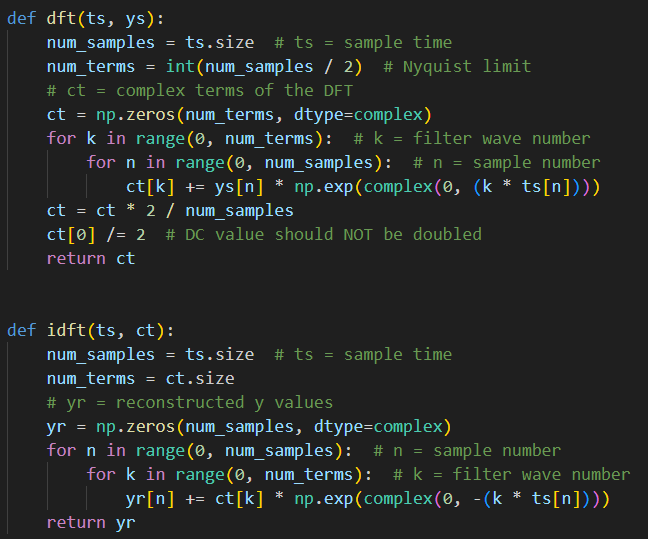 def dft(ts, ys):
    num_samples = ts.size  # ts = sample time
    num_terms = int(num_samples / 2)  # Nyquist limit
    # ct = complex terms of the DFT
    ct = np.zeros(num_terms, dtype=complex)
    for k in range(0, num_terms):  # k = filter wave number
        for n in range(0, num_samples):  # n = sample number
            ct[k] += ys[n] * np.exp(complex(0, (k * ts[n])))
    ct = ct * 2 / num_samples
    ct[0] /= 2  # DC value should NOT be doubled
    return ct
def idft(ts, ct):
    num_samples = ts.size  # ts = sample time
    num_terms = ct.size
    # yr = reconstructed y values
    yr = np.zeros(num_samples, dtype=complex)
    for n in range(0, num_samples):  # n = sample number
        for k in range(0, num_terms):  # k = filter wave number
            yr[n] += ct[k] * np.exp(complex(0, -(k * ts[n])))
    return yr